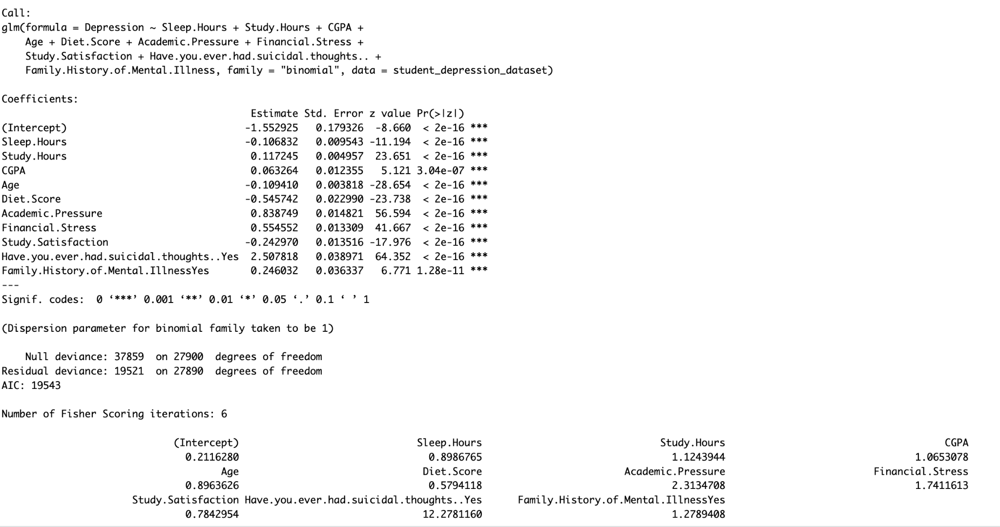 Call:
glm(formula = Depression ~ Sleep.Hours + Study.Hours + CGPA +
    Age + Diet.Score + Academic.Pressure + Financial.Stress +
    Study.Satisfaction + Have.you.ever.had.suicidal.thoughts.. +
    Family.History.of.Mental.Illness, family = "binomial", data = student_depression_dataset)

Coefficients:
                                          Estimate Std. Error z value Pr(>|z|)
(Intercept)                              -1.552925   0.179326  -8.660  < 2e-16 ***
Sleep.Hours                              -0.106832   0.009543 -11.194  < 2e-16 ***
Study.Hours                               0.117245   0.004957  23.651  < 2e-16 ***
CGPA                                      0.063264   0.012355   5.121 3.04e-07 ***
Age                                      -0.109410   0.003818 -28.654  < 2e-16 ***
Diet.Score                               -0.545742   0.022990 -23.738  < 2e-16 ***
Academic.Pressure                         0.838749   0.014821  56.594  < 2e-16 ***
Financial.Stress                          0.554552   0.013309  41.667  < 2e-16 ***
Study.Satisfaction                       -0.242970   0.013516 -17.976  < 2e-16 ***
Have.you.ever.had.suicidal.thoughts..Yes  2.507818   0.038971  64.352  < 2e-16 ***
Family.History.of.Mental.IllnessYes       0.246032   0.036337   6.771 1.28e-11 ***
---
Signif. codes:  0 ‘***’ 0.001 ‘**’ 0.01 ‘*’ 0.05 ‘.’ 0.1 ‘ ’ 1

(Dispersion parameter for binomial family taken to be 1)

    Null deviance: 37859  on 27900  degrees of freedom
Residual deviance: 19521  on 27890  degrees of freedom
AIC: 19543

Number of Fisher Scoring iterations: 6

(Intercept) Sleep.Hours Study.Hours CGPA
0.2116280 0.8986765 1.1243944 1.0653078
Age Diet.Score Academic.Pressure Financial.Stress
0.8963626 0.5794118 2.3134708 1.7411613
Study.Satisfaction Have.you.ever.had.suicidal.thoughts..Yes Family.History.of.Mental.IllnessYes
0.7842954 12.2781160 1.2789408